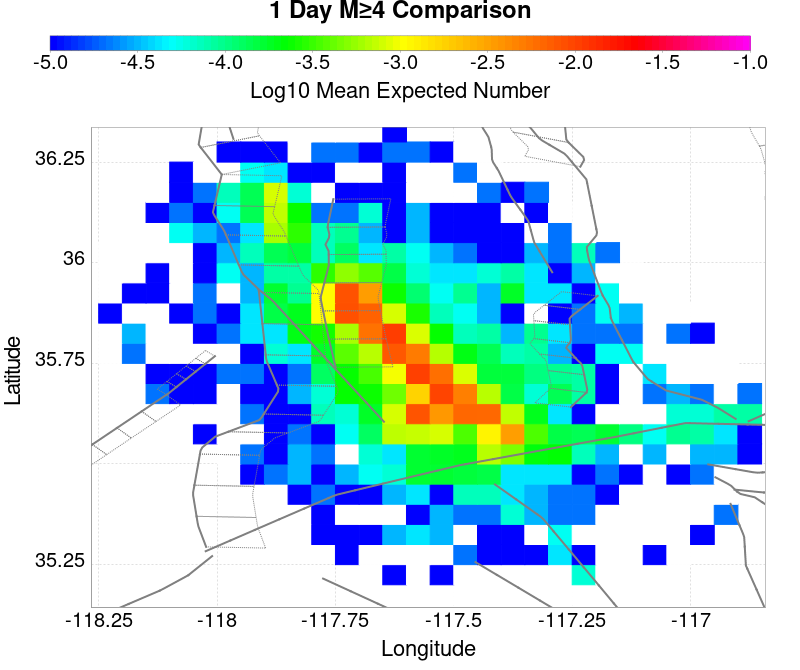 1 Day M≥4 Comparison
-5.0 -4.5 -4.0 -3.5 -3.0 -2.5 -2.0 -1.5 -1.0
Log10 Mean Expected Number
36.25
36
35.75
35.25
Latitude
-118.25 -118 -117.75 -117.5 -117.25 -117
Longitude